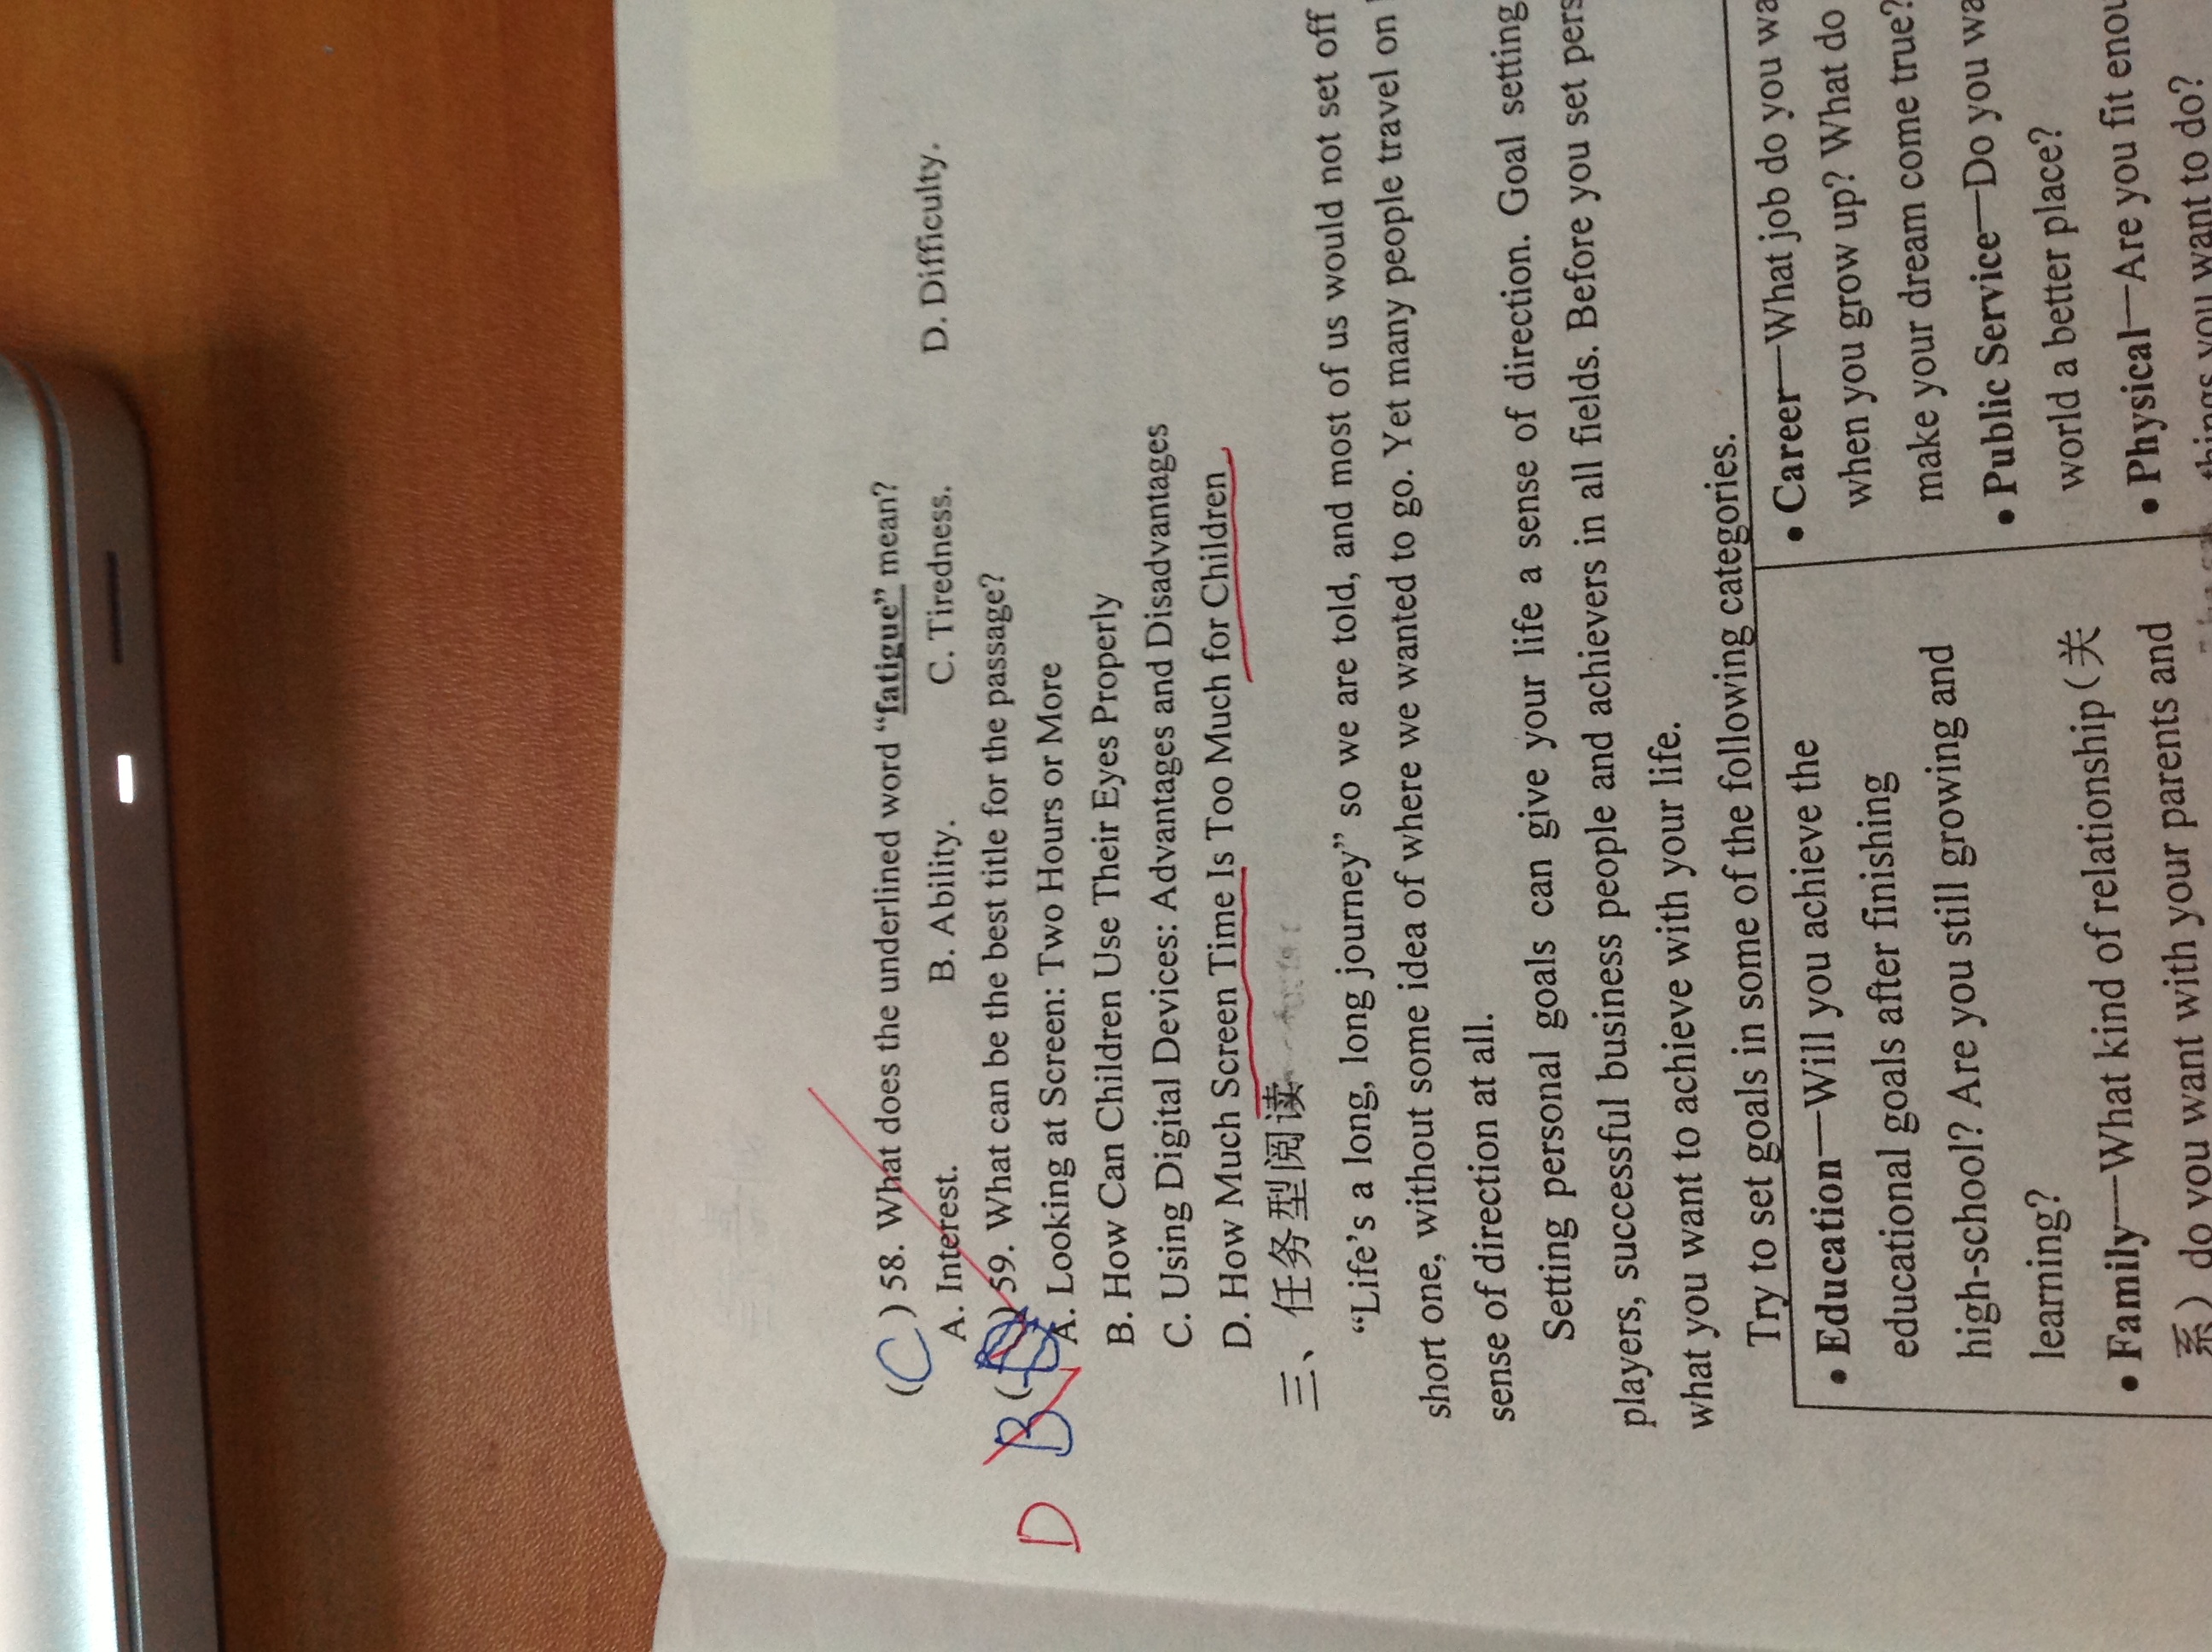 (C) 58. What does the underlined word “fatigue” mean?
A. Interest. B. Ability. C. Tiredness. D. Difficulty.
D B ( ) 59. What can be the best title for the passage?
A. Looking at Screen: Two Hours or More
B. How Can Children Use Their Eyes Properly
C. Using Digital Devices: Advantages and Disadvantages
D. How Much Screen Time Is Too Much for Children
三、任务型阅读
“Life’s a long, long journey” so we are told, and most of us would not set off
short one, without some idea of where we wanted to go. Yet many people travel on
sense of direction at all.
Setting personal goals can give your life a sense of direction. Goal setting
players, successful business people and achievers in all fields. Before you set pers
what you want to achieve with your life.
Try to set goals in some of the following categories.
• Education—Will you achieve the
educational goals after finishing
high-school? Are you still growing and
learning?
• Family—What kind of relationship(关
系) do you want with your parents and
• Career—What job do you wa
when you grow up? What do
make your dream come true?
• Public Service—Do you wa
world a better place?
• Physical—Are you fit enou
things you want to do?